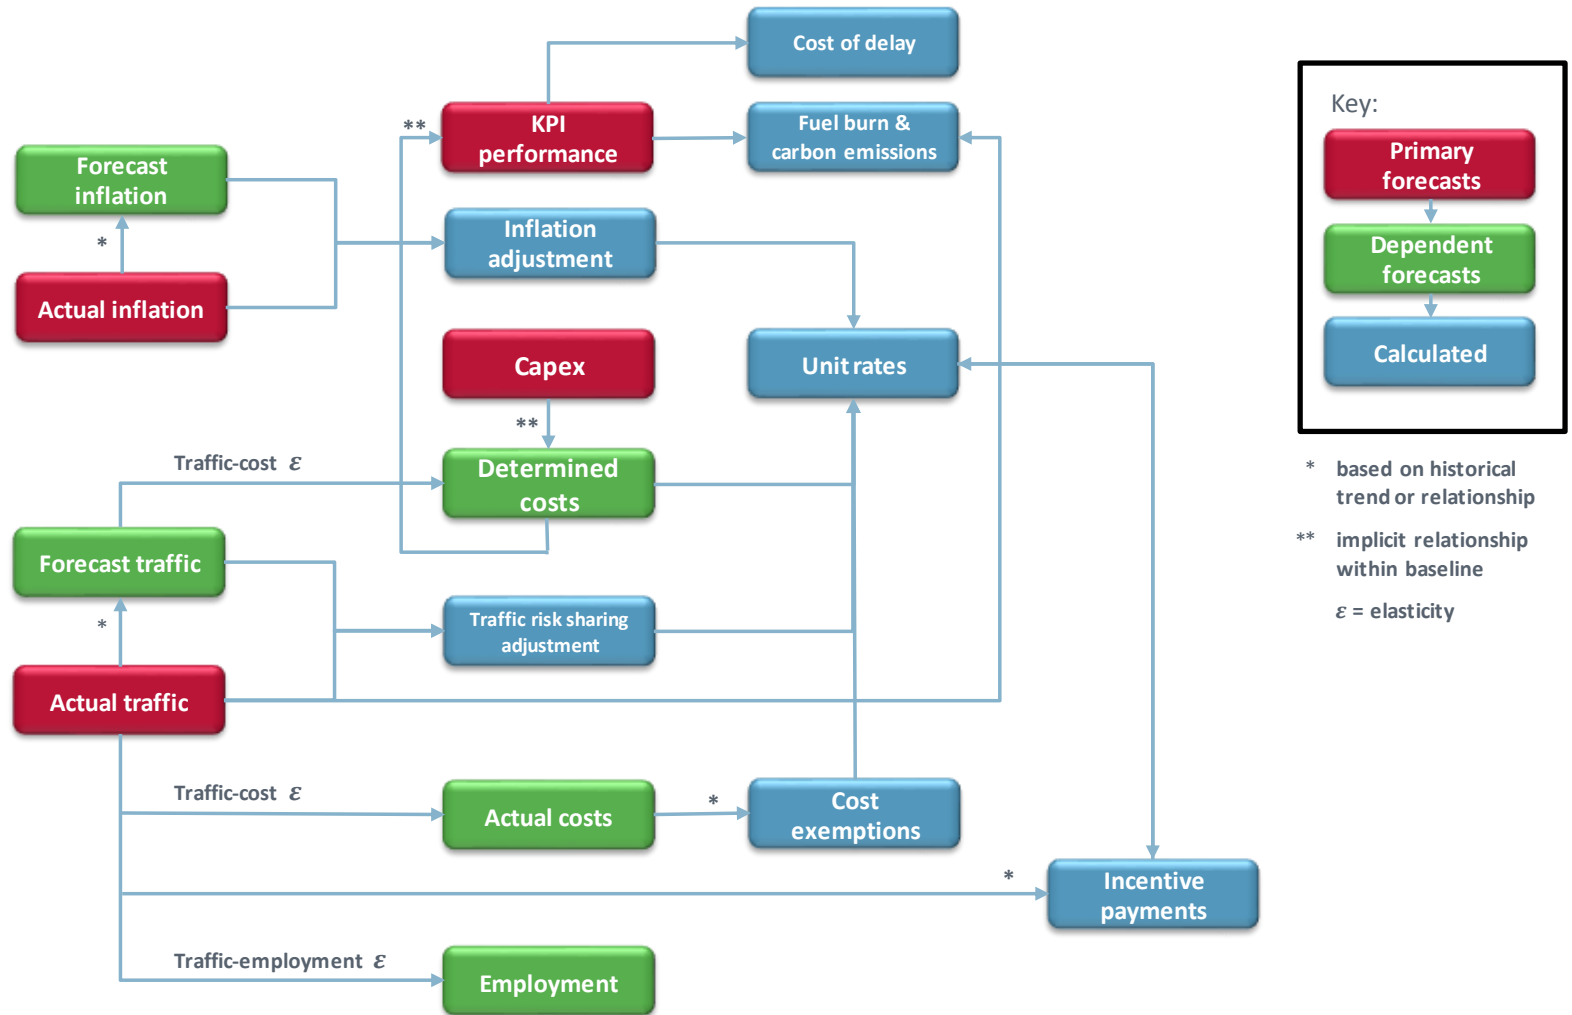 Cost of delay
**
KPI
performance
Fuel burn &
carbon emissions
Forecast
inflation
*
Actual inflation
Inflation
adjustment
Capex
**
Unit rates
Traffic-cost ε
Determined
costs
Forecast traffic
*
Traffic risk sharing
adjustment
Actual traffic
Traffic-cost ε
Actual costs
*
Cost
exemptions
*
Incentive
payments
Traffic-employment ε
Employment
Key:
Primary
forecasts
Dependent
forecasts
Calculated
* based on historical
trend or relationship
** implicit relationship
within baseline
ε = elasticity